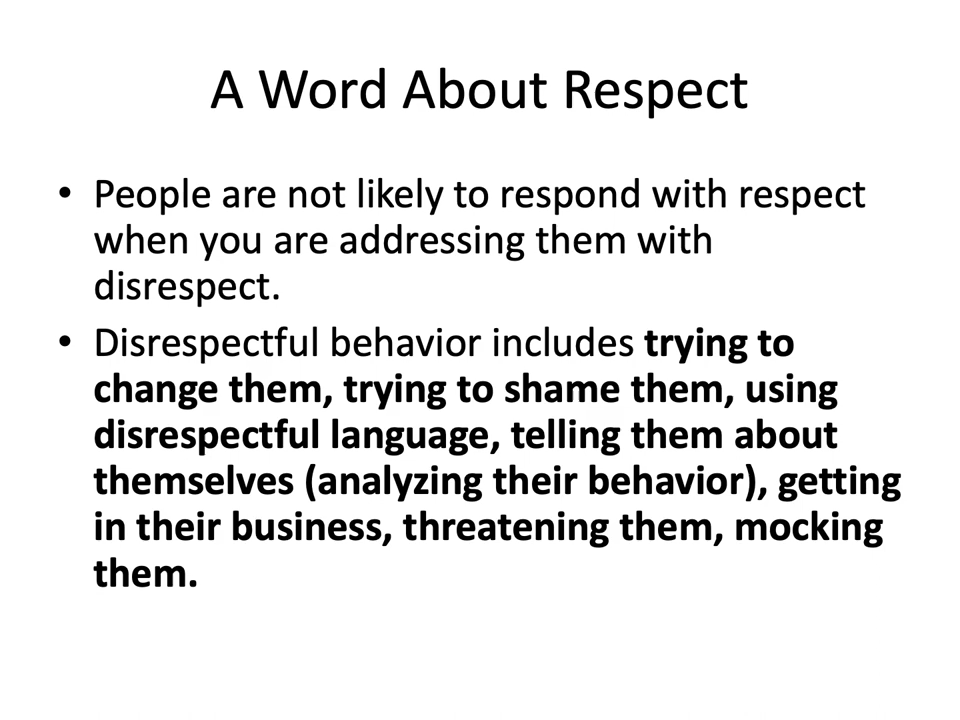 A Word About Respect
• People are not likely to respond with respect
when you are addressing them with
disrespect.
• Disrespectful behavior includes trying to
change them, trying to shame them, using
disrespectful language, telling them about
themselves (analyzing their behavior), getting
in their business, threatening them, mocking
them.